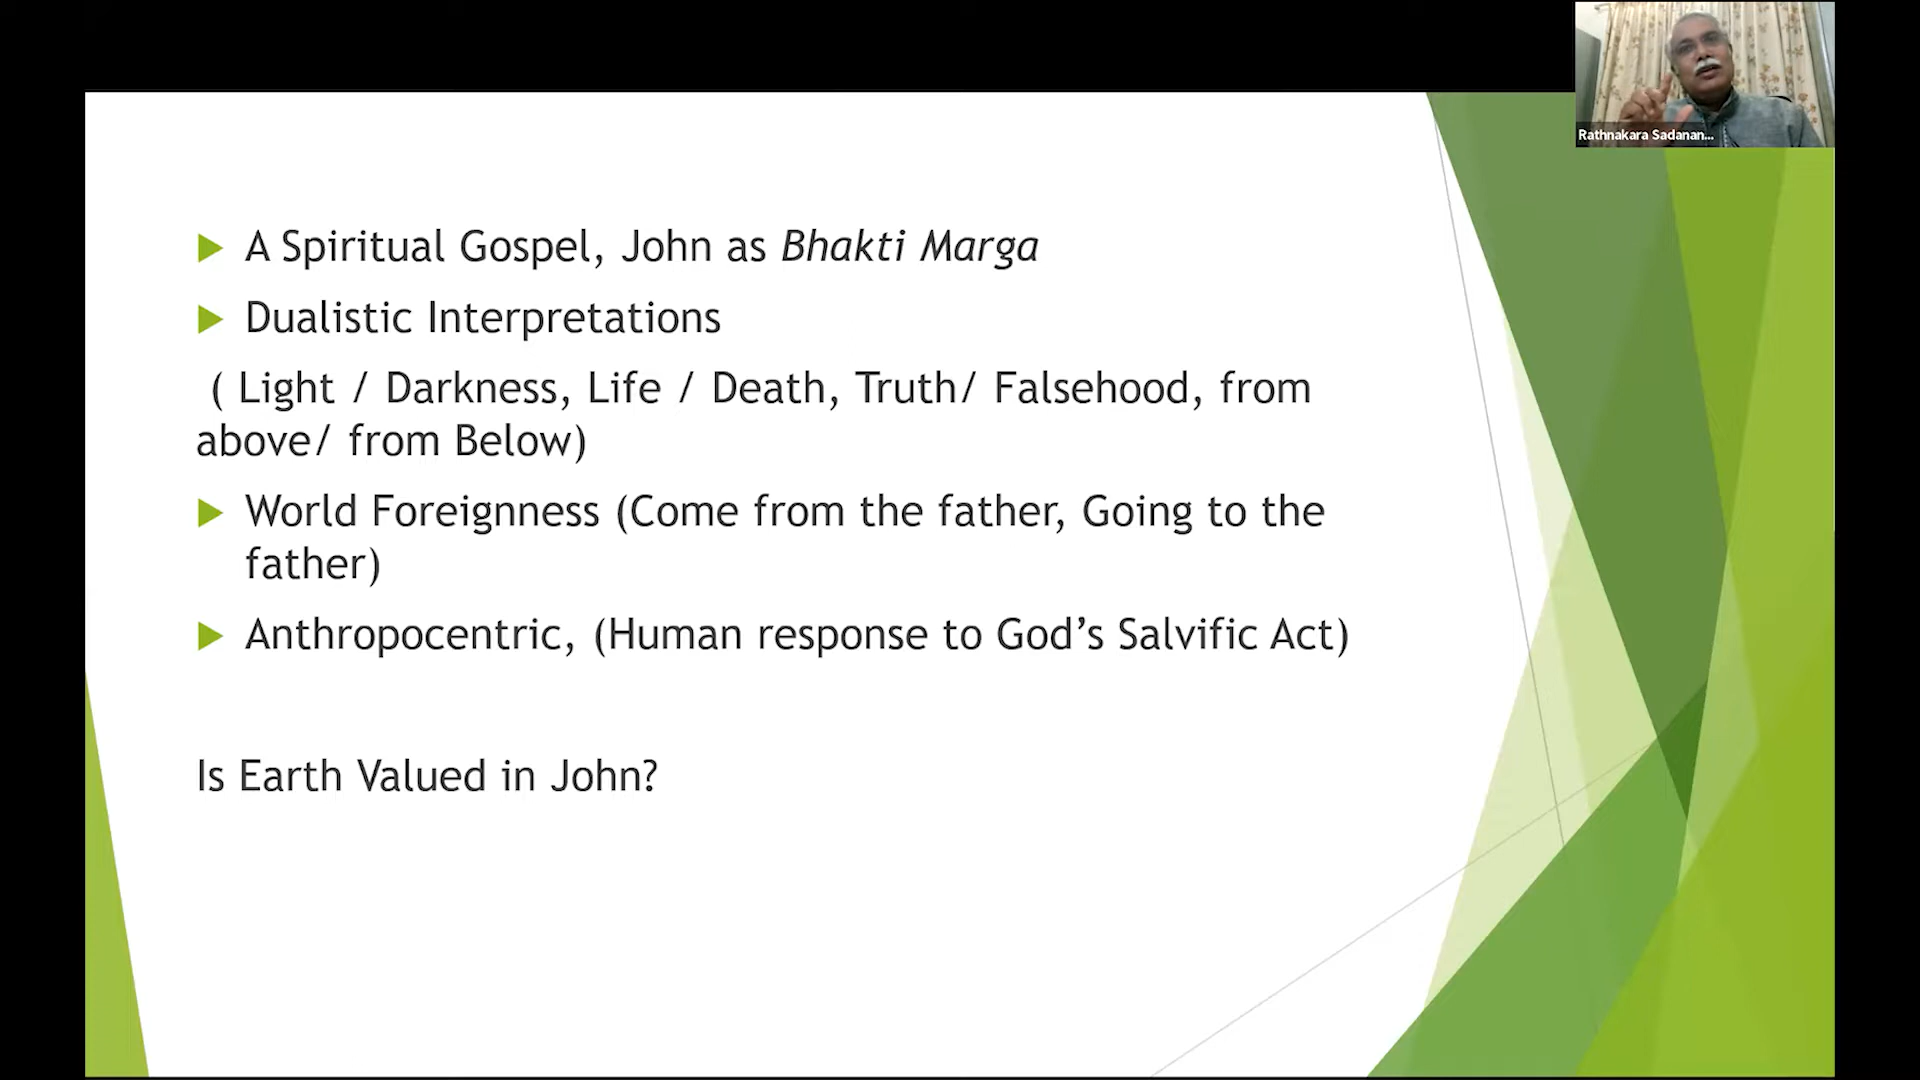 Rathnakara Sadanan...
A Spiritual Gospel, John as Bhakti Marga
Dualistic Interpretations
( Light / Darkness, Life / Death, Truth/ Falsehood, from
above/ from Below)
World Foreignness (Come from the father, Going to the
father)
Anthropocentric, (Human response to God’s Salvific Act)
Is Earth Valued in John?